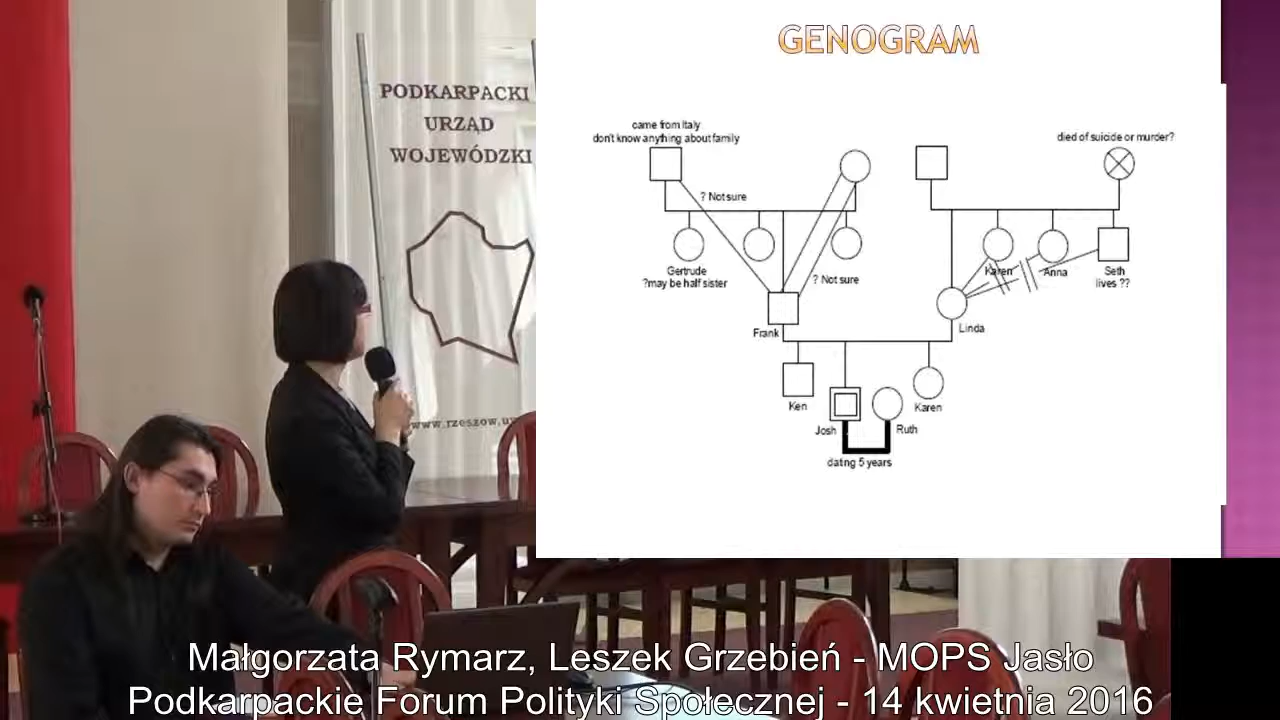 GENOGRAM
came from Italy
don't know anything about family
died of suicide or murder?
? Not sure
Gertrude
?may be half sister
? Not sure
Karen
Anna
Seth
lives ??
Frank
Linda
Ken
Josh
Ruth
Karen
dating 5 years
PODKARPACKI
URZĄD
WOJEWÓDZKI
www.rzeszow.u
Małgorzata Rymarz, Leszek Grzebień - MOPS Jasło
Podkarpackie Forum Polityki Społecznej - 14 kwietnia 2016